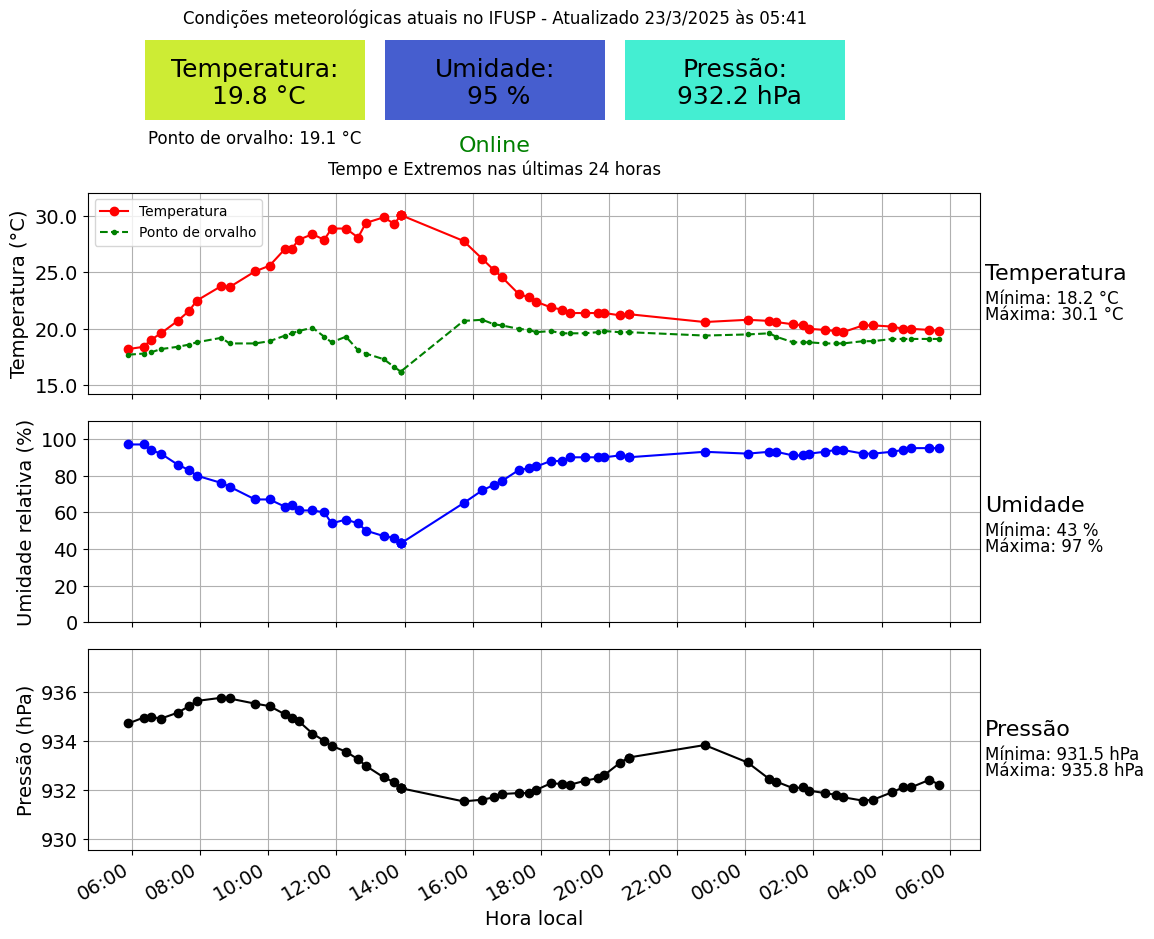 Condições meteorológicas atuais no IFUSP - Atualizado 23/3/2025 às 05:41
Temperatura:
19.8 °C
Umidade:
95 %
Pressão:
932.2 hPa
Ponto de orvalho: 19.1 °C
Online
Tempo e Extremos nas últimas 24 horas
Temperatura (°C)
30.0
25.0
20.0
15.0
Temperatura
Ponto de orvalho
Temperatura
Mínima: 18.2 °C
Máxima: 30.1 °C
Umidade relativa (%)
100
80
60
40
20
0
Umidade
Mínima: 43 %
Máxima: 97 %
Pressão (hPa)
936
934
932
930
Pressão
Mínima: 931.5 hPa
Máxima: 935.8 hPa
06:00 08:00 10:00 12:00 14:00 16:00 18:00 20:00 22:00 00:00 02:00 04:00 06:00
Hora local